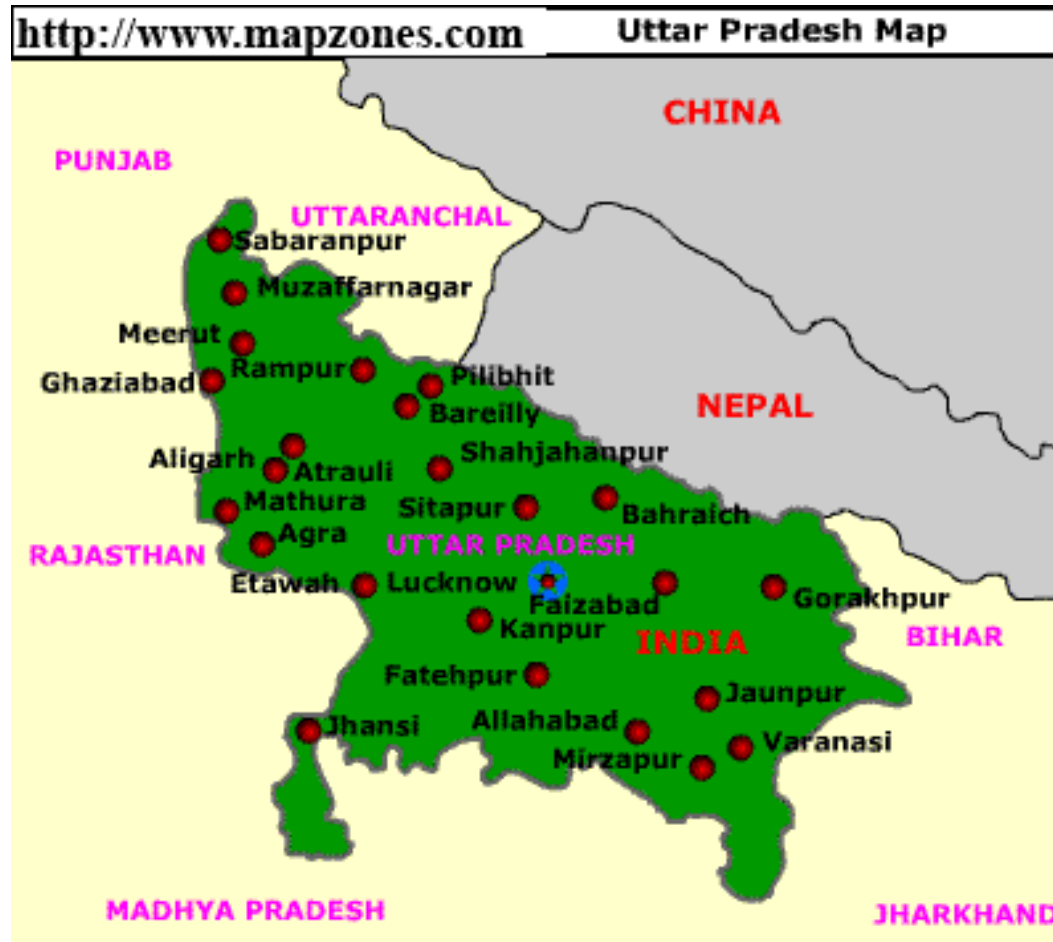 http://www.mapzones.com
Uttar Pradesh Map
CHINA
PUNJAB
UTTARANCHAL
Sabaranpur
Muzaffarnagar
Meerut
Rampur
Pilibhit
Ghaziabad
NEPAL
Bareilly
Shahjahanpur
Aligarh
Atrauli
Mathura
Sitapur
Bahraich
Agra
UTTAR PRADESH
RAJASTHAN
Etawah
Lucknow
Faizabad
Gorakhpur
Kanpur
INDIA
BIHAR
Fatehpur
Jaunpur
Jhansi
Allahabad
Varanasi
Mirzapur
MADHYA PRADESH
JHARKHAND